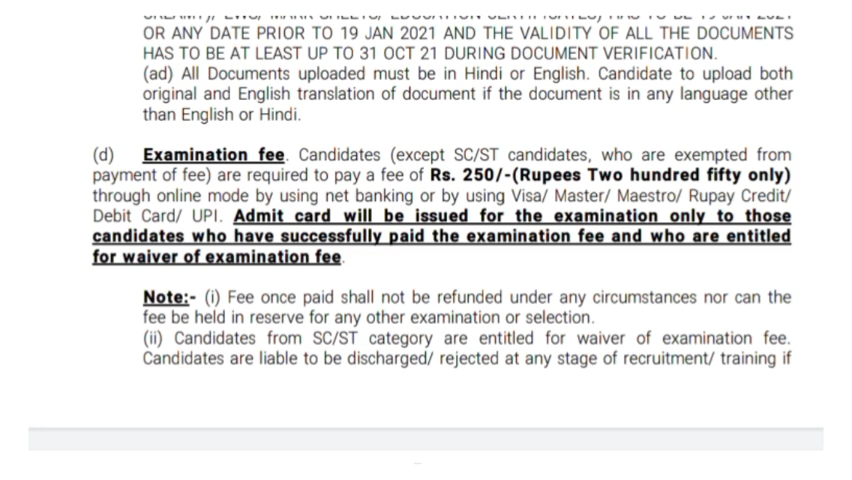 OR ANY DATE PRIOR TO 19 JAN 2021 AND THE VALIDITY OF ALL THE DOCUMENTS
HAS TO BE AT LEAST UP TO 31 OCT 21 DURING DOCUMENT VERIFICATION.
(ad) All Documents uploaded must be in Hindi or English. Candidate to upload both
original and English translation of document if the document is in any language other
than English or Hindi.
(d) Examination fee. Candidates (except SC/ST candidates, who are exempted from
payment of fee) are required to pay a fee of Rs. 250/-(Rupees Two hundred fifty only)
through online mode by using net banking or by using Visa/ Master/ Maestro/ Rupay Credit/
Debit Card/ UPI. Admit card will be issued for the examination only to those
candidates who have successfully paid the examination fee and who are entitled
for waiver of examination fee.
Note:- (i) Fee once paid shall not be refunded under any circumstances nor can the
fee be held in reserve for any other examination or selection.
(ii) Candidates from SC/ST category are entitled for waiver of examination fee.
Candidates are liable to be discharged/ rejected at any stage of recruitment/ training if